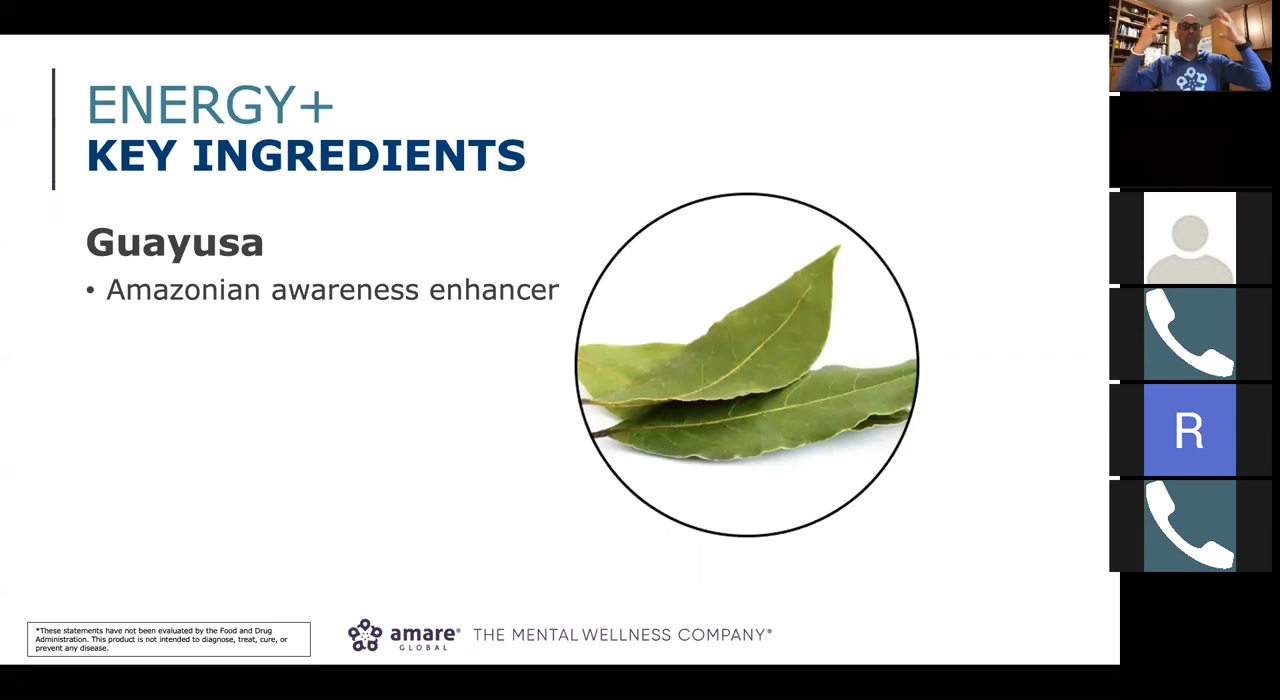 ENERGY+
KEY INGREDIENTS
Guayusa
• Amazonian awareness enhancer
*These statements have not been evaluated by the Food and Drug
Administration. This product is not intended to diagnose, treat, cure, or
prevent any disease.
amare®
GLOBAL
THE MENTAL WELLNESS COMPANY®
R